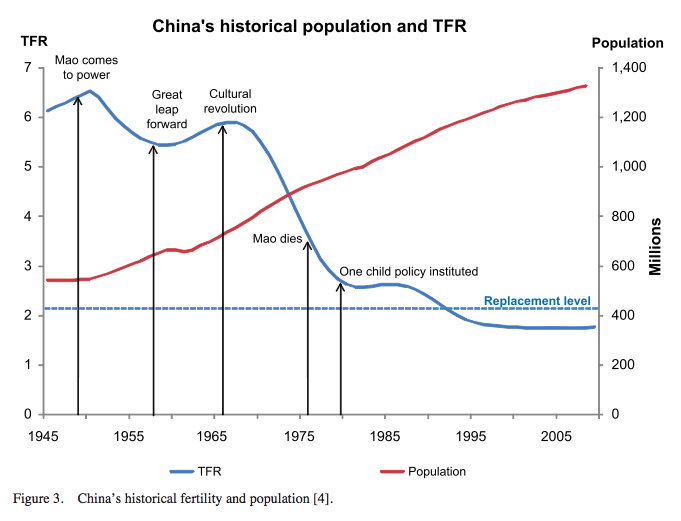 China's historical population and TFR
TFR
Population
Mao comes
to power
Great
leap
forward
Cultural
revolution
Mao dies
One child policy instituted
Replacement level
7
6
5
4
3
2
1
0
1,400
1,200
1,000
800
600
400
200
0
Millions
1945
1955
1965
1975
1985
1995
2005
TFR
Population
Figure 3. China's historical fertility and population [4].